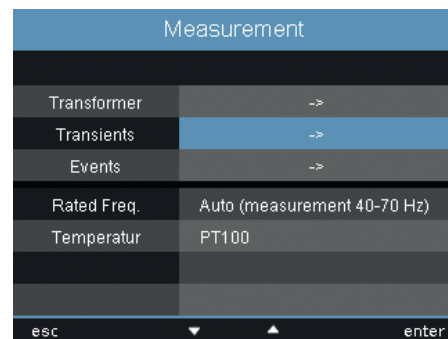 Measurement
Transformer ->
Transients ->
Events ->
Rated Freq. Auto (measurement 40-70 Hz)
Temperatur PT100
esc ▼ ▲ enter